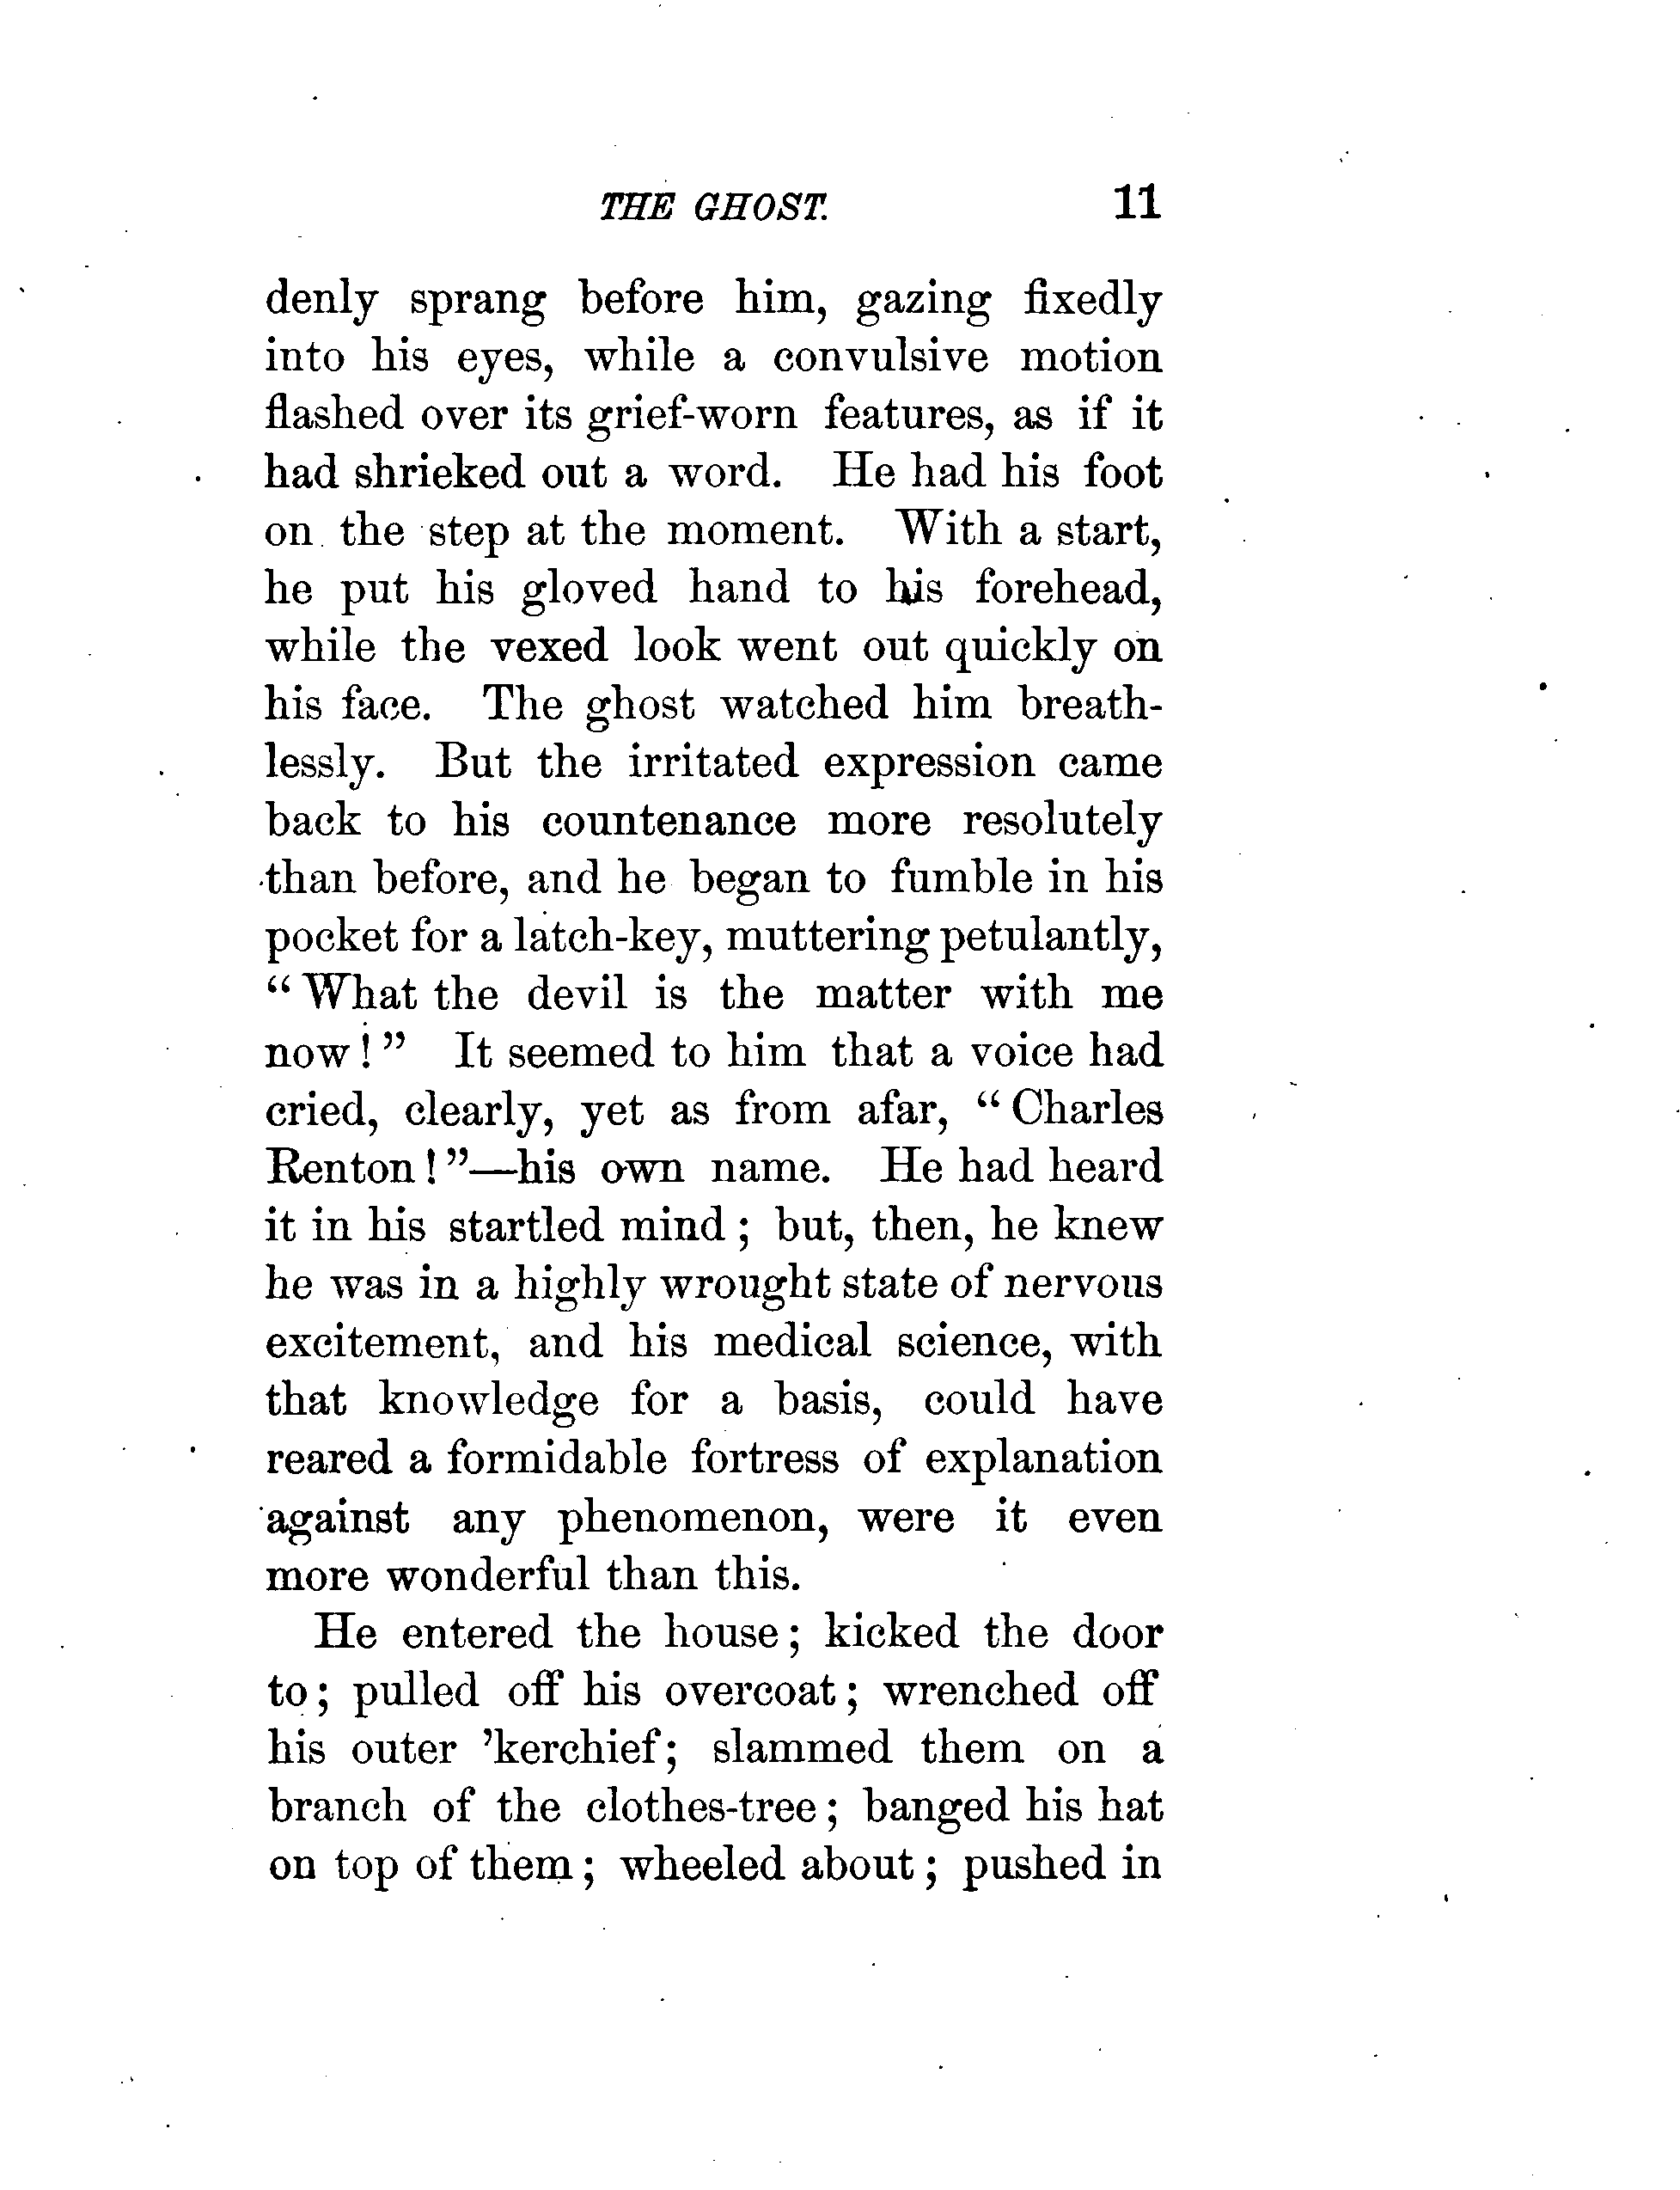 THE GHOST. 11
denly sprang before him, gazing fixedly
into his eyes, while a convulsive motion
flashed over its grief-worn features, as if it
had shrieked out a word. He had his foot
on the step at the moment. With a start,
he put his gloved hand to his forehead,
while the vexed look went out quickly on
his face. The ghost watched him breath-
lessly. But the irritated expression came
back to his countenance more resolutely
than before, and he began to fumble in his
pocket for a latch-key, muttering petulantly,
“What the devil is the matter with me
now!” It seemed to him that a voice had
cried, clearly, yet as from afar, “Charles
Renton!”—his own name. He had heard
it in his startled mind; but, then, he knew
he was in a highly wrought state of nervous
excitement, and his medical science, with
that knowledge for a basis, could have
reared a formidable fortress of explanation
against any phenomenon, were it even
more wonderful than this.
He entered the house; kicked the door
to; pulled off his overcoat; wrenched off
his outer ’kerchief; slammed them on a
branch of the clothes-tree; banged his hat
on top of them; wheeled about; pushed in